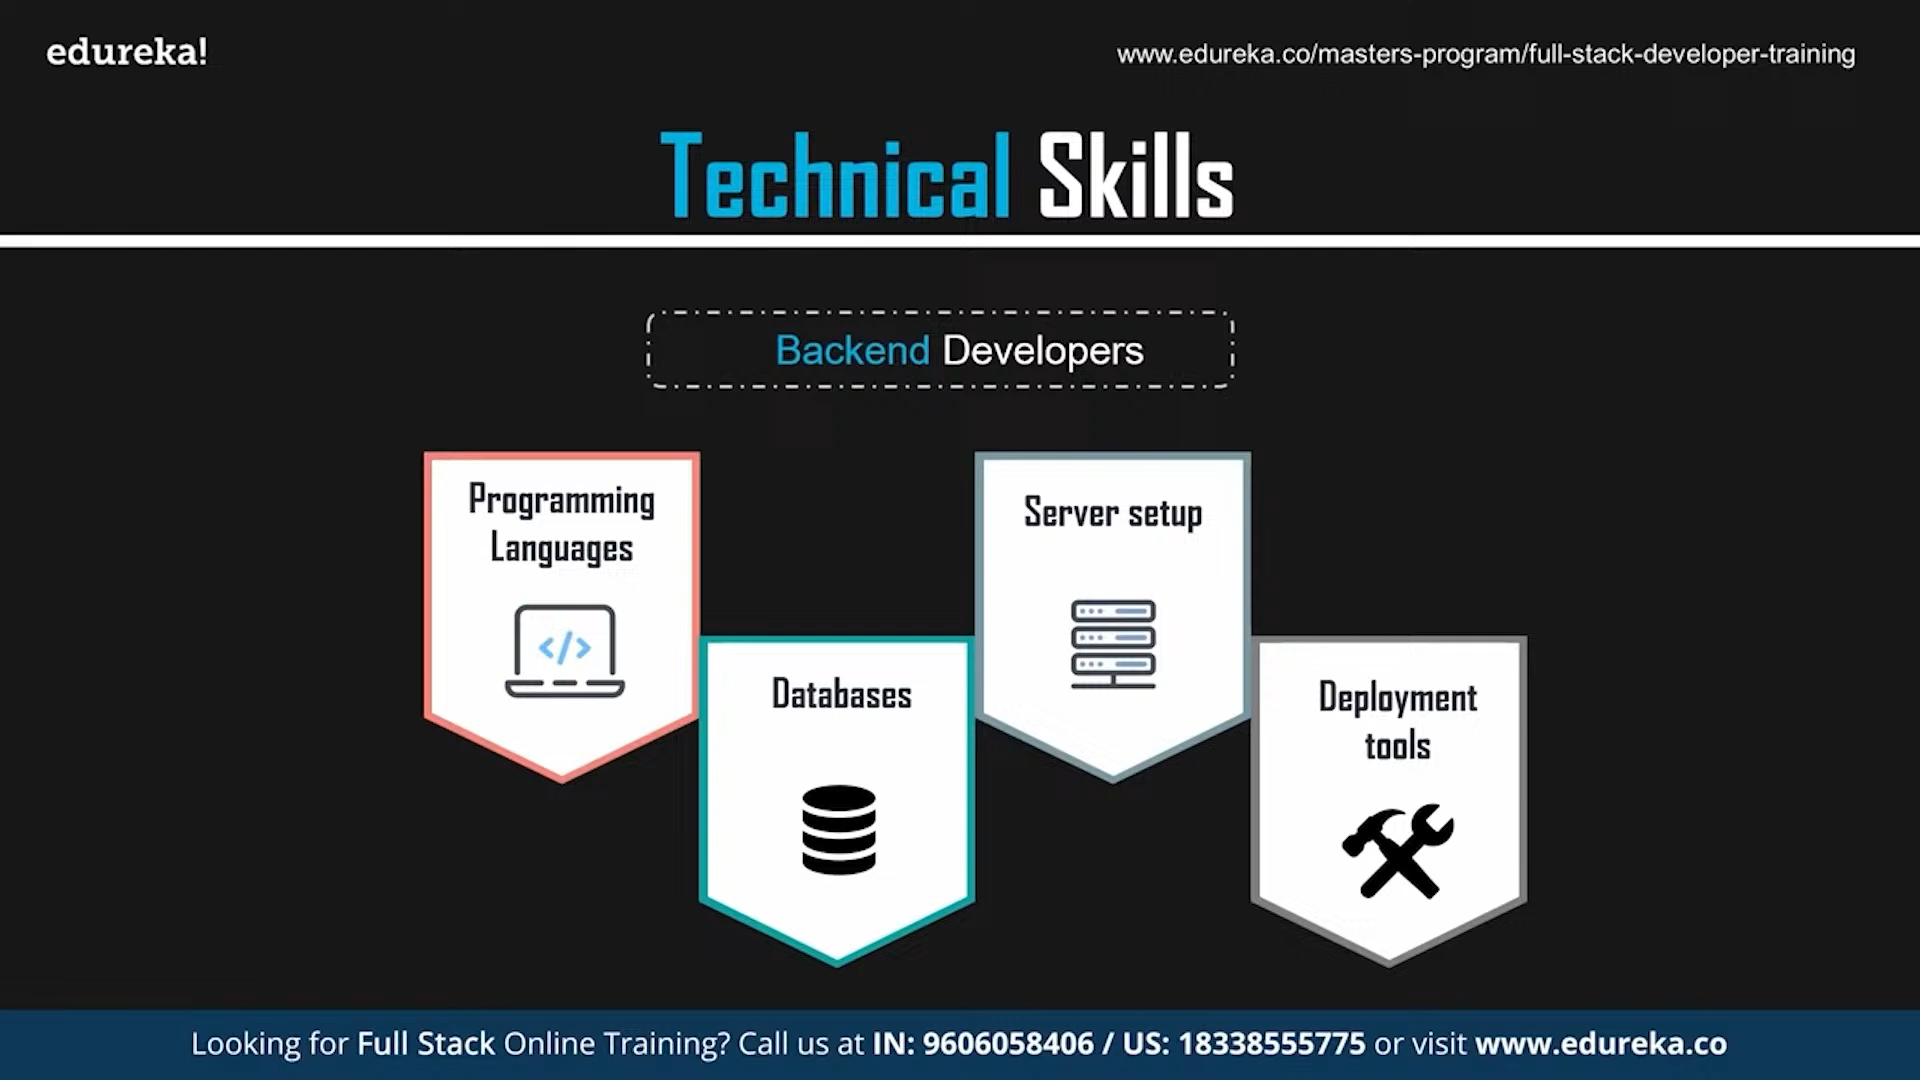 edureka!
www.edureka.co/masters-program/full-stack-developer-training
Technical Skills
Backend Developers
Programming
Languages
</>
Databases
Server setup
Deployment
tools
Looking for Full Stack Online Training? Call us at IN: 9606058406 / US: 18338555775 or visit www.edureka.co